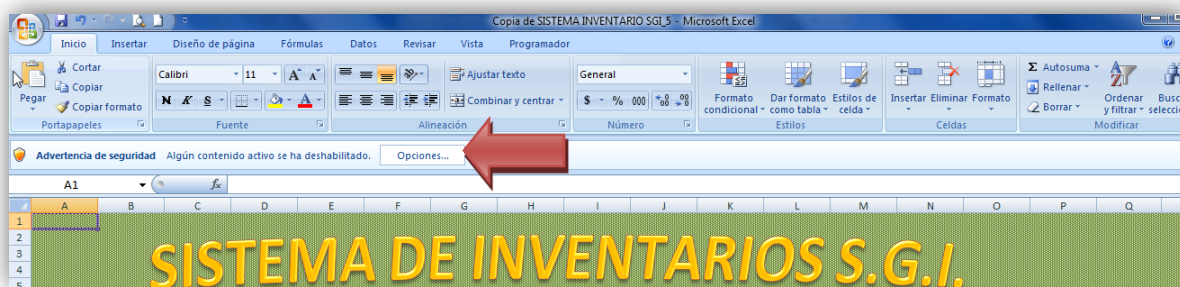 Copia de SISTEMA INVENTARIO SGI_5 - Microsoft Excel
Inicio Insertar Diseño de página Fórmulas Datos Revisar Vista Programador
Pegar
Cortar
Copiar
Copiar formato
Portapapeles
Calibri 11 A A
N K S A
Fuente
Ajustar texto
Combinar y centrar
Alineación
General
$ % 000
Número
Formato condicional
Dar formato como tabla
Estilos de celda
Estilos
Insertar Eliminar Formato
Celdas
Σ Autosuma
Rellenar
Borrar
Ordenar y filtrar
Modificar
Advertencia de seguridad Algún contenido activo se ha deshabilitado. Opciones...
A1 fx
A B C D E F G H I J K L M N O P Q
1
2
3
4
5
SISTEMA DE INVENTARIOS S.G.I.